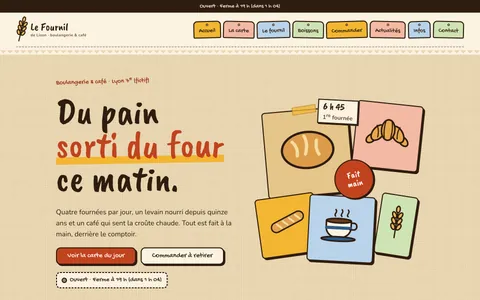 Ouvert · Ferme à 19 h (dans 1 h 04)
Le Fournil
de Lison · boulangerie & café
Accueil
La carte
Le fournil
Boissons
Commander
Actualités
Infos
Contact
Boulangerie & café · Lyon 3ᵉ
Du pain
sorti du four
ce matin.
Quatre fournées par jour, un levain nourri depuis quinze
ans et un café qui sent la croûte chaude. Tout est fait à la
main, derrière le comptoir.
Voir la carte du jour
Commander à retirer
Ouvert · Ferme à 19 h (dans 1 h 04)
6 h 45
1ʳᵉ fournée
Fait
main